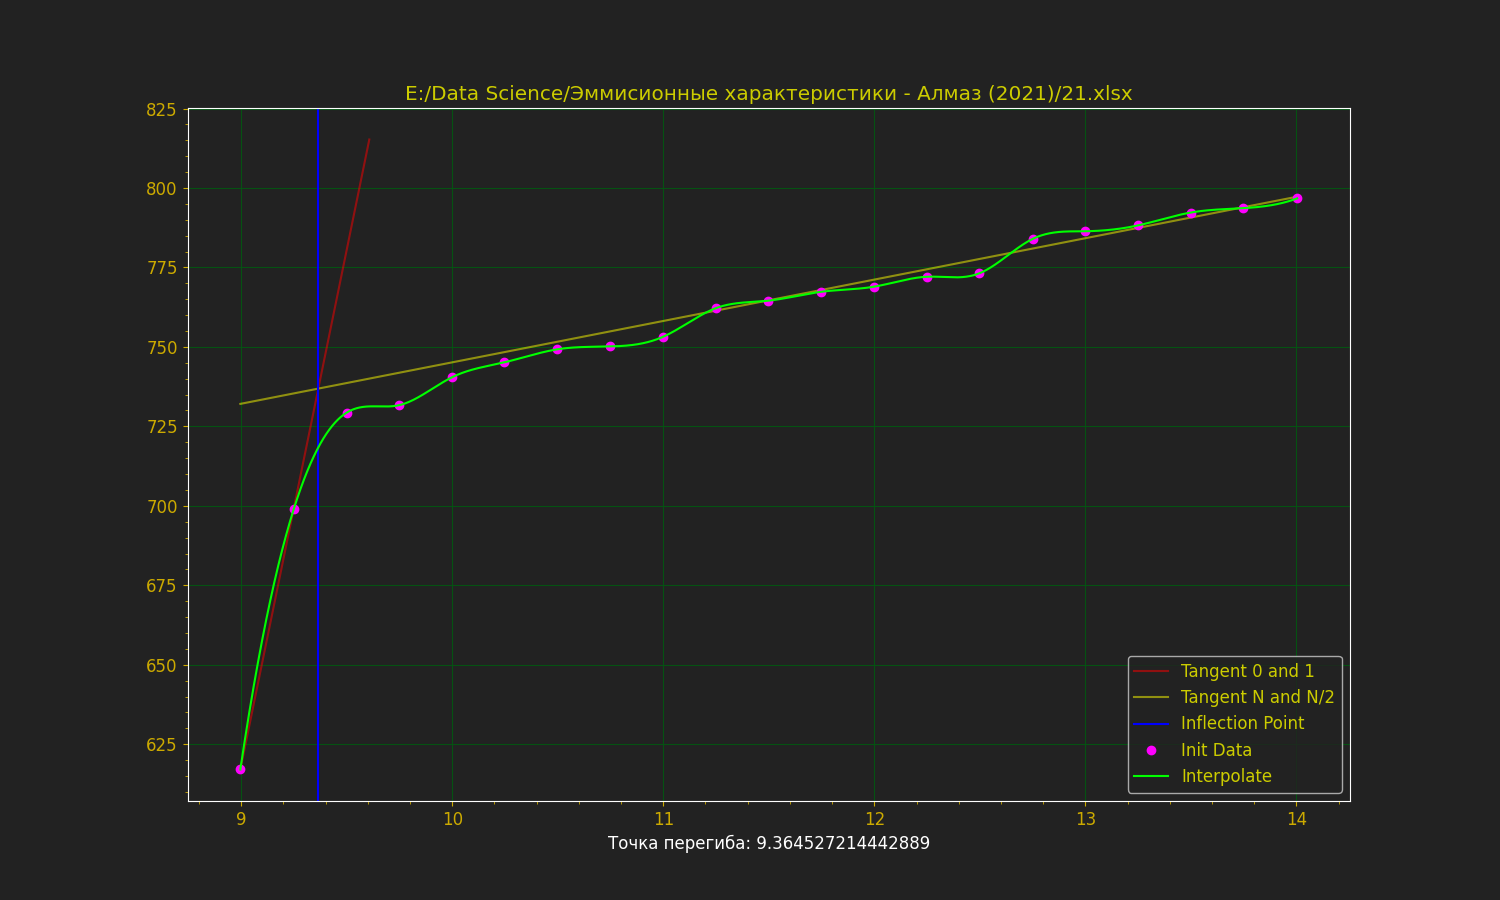 E:/Data Science/Эммисионные характеристики - Алмаз (2021)/21.xlsx
825
800
775
750
725
700
675
650
625
Tangent 0 and 1
Tangent N and N/2
Inflection Point
Init Data
Interpolate
9 10 11 12 13 14
Точка перегиба: 9.364527214442889